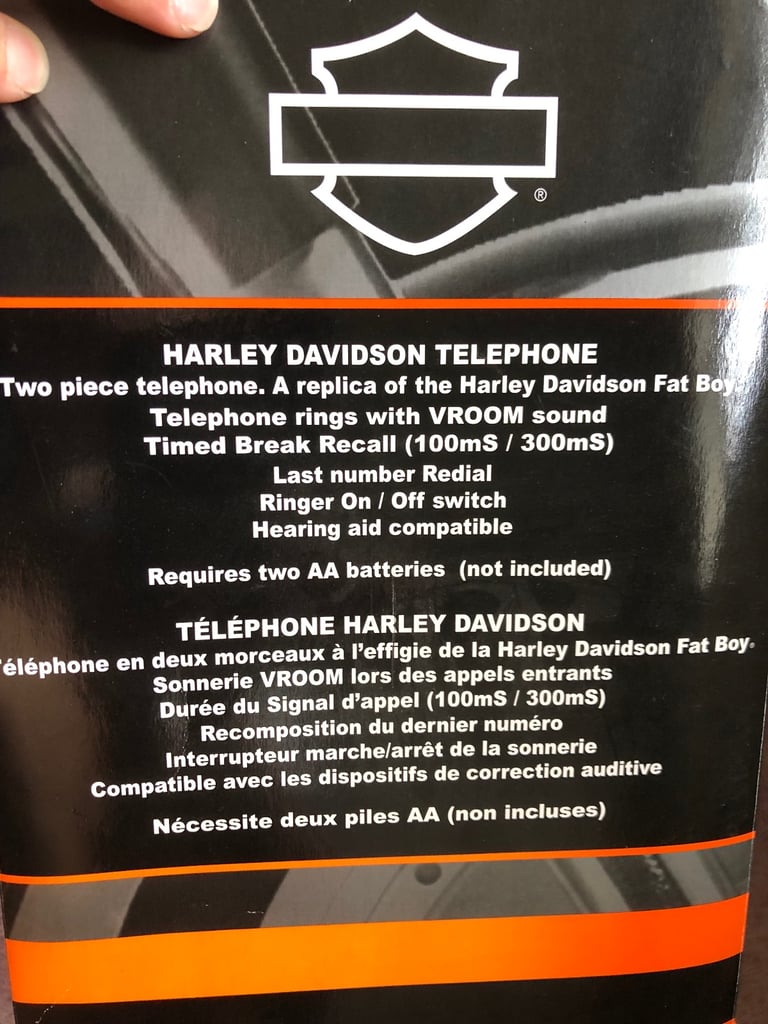 ®
HARLEY DAVIDSON TELEPHONE
Two piece telephone. A replica of the Harley Davidson Fat Boy
Telephone rings with VROOM sound
Timed Break Recall (100mS / 300mS)
Last number Redial
Ringer On / Off switch
Hearing aid compatible
Requires two AA batteries (not included)
TÉLÉPHONE HARLEY DAVIDSON
Téléphone en deux morceaux à l'effigie de la Harley Davidson Fat Boy®
Sonnerie VROOM lors des appels entrants
Durée du Signal d'appel (100mS / 300mS)
Recomposition du dernier numéro
Interrupteur marche/arrêt de la sonnerie
Compatible avec les dispositifs de correction auditive
Nécessite deux piles AA (non incluses)